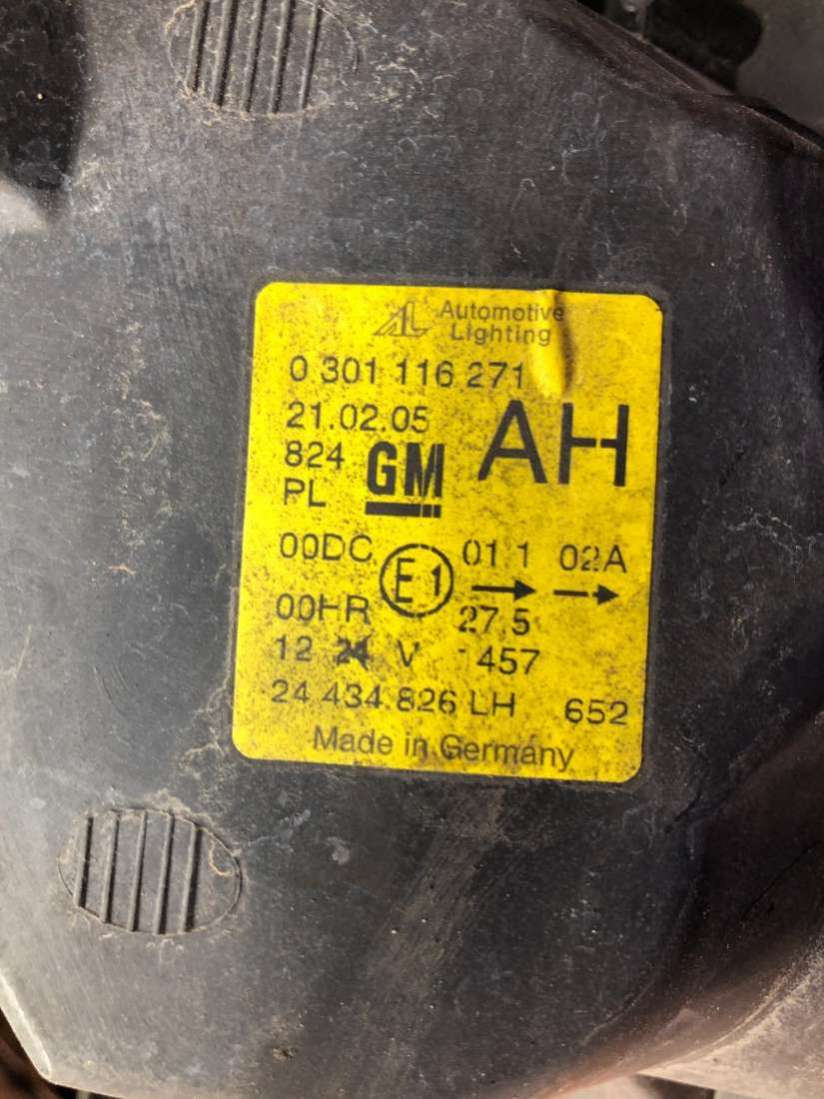 AL Automotive
Lighting
0 301 116 271
21.02.05
824 GM AH
PL
00DC E1 01 1 02A
00HR 27.5
12 24 V 457
24 434 826 LH 652
Made in Germany